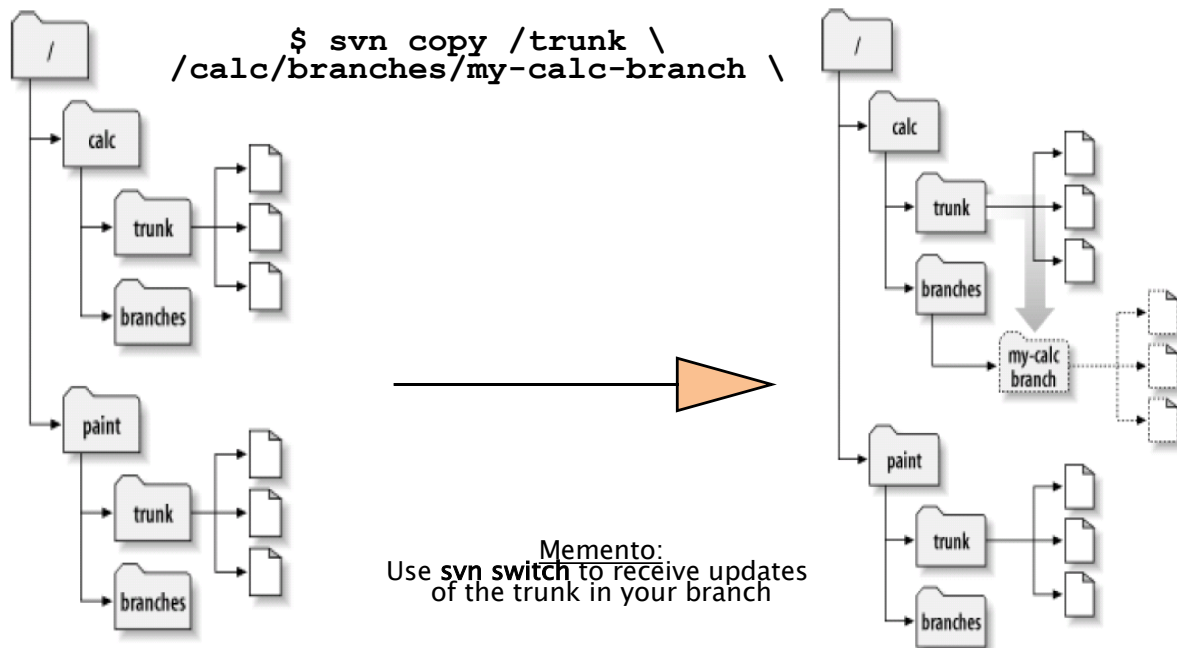 $ svn copy /trunk \
/calc/branches/my-calc-branch \
/
calc
trunk
branches
paint
trunk
branches
/
calc
trunk
branches
my-calc
branch
paint
trunk
branches
Memento:
Use svn switch to receive updates
of the trunk in your branch